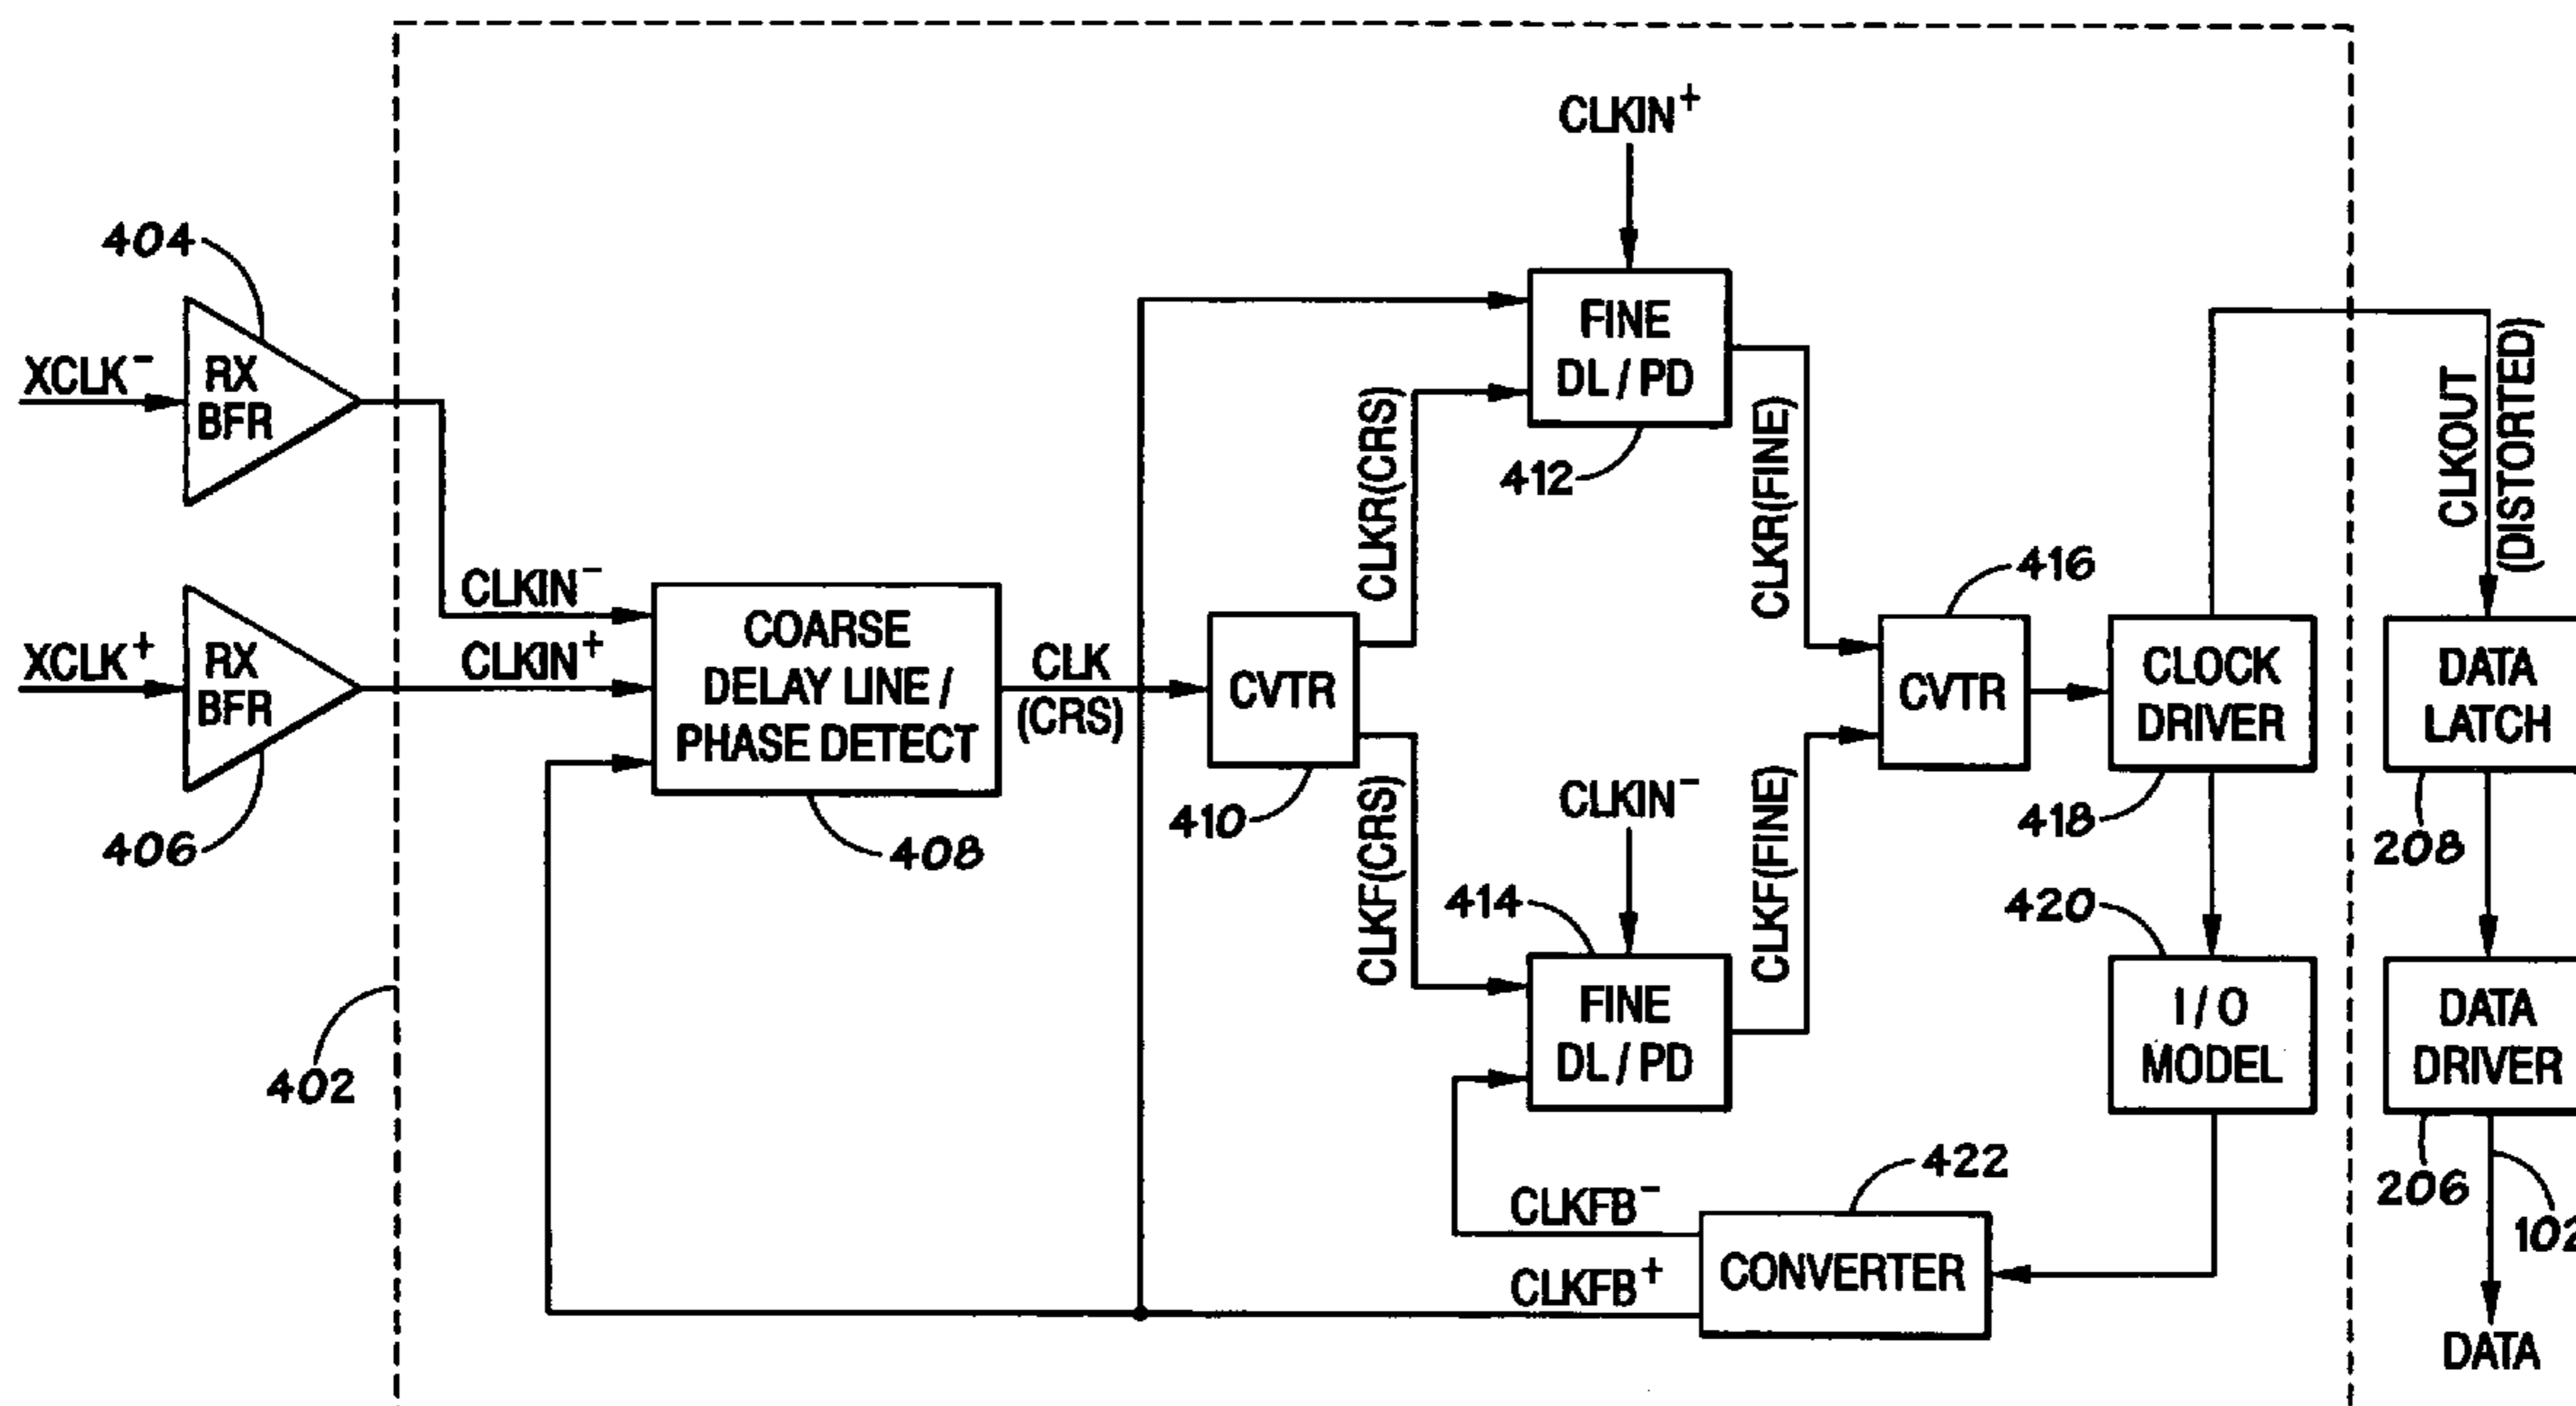 CLKIN+
404
XCLK-
RX
BFR
FINE
DL / PD
412
CLKR(CRS)
CLKR(FINE)
CLKOUT
(DISTORTED)
CLKIN-
CLKIN+
XCLK+
RX
BFR
406
COARSE
DELAY LINE /
PHASE DETECT
408
CLK
(CRS)
CVTR
410
416
CVTR
CLOCK
DRIVER
418
DATA
LATCH
208
CLKF(CRS)
CLKIN-
CLKF(FINE)
414
FINE
DL / PD
420
I / O
MODEL
DATA
DRIVER
206
102
402
422
CLKFB-
CLKFB+
CONVERTER
DATA